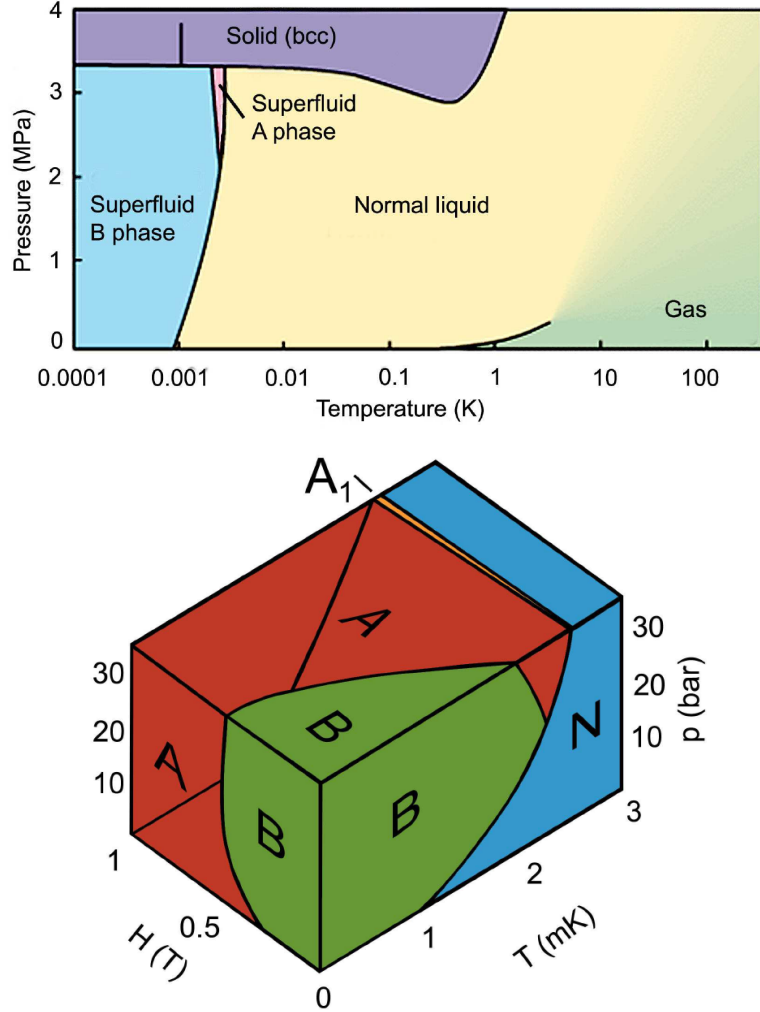 4
Solid (bcc)
3
Superfluid
A phase
Pressure (MPa)
2
Superfluid
B phase
Normal liquid
1
Gas
0
0.0001 0.001 0.01 0.1 1 10 100
Temperature (K)
A1
30
20
10
A
1
A
B
B
B
N
30
20
10
p (bar)
3
2
1
0
0.5
H (T)
T (mK)